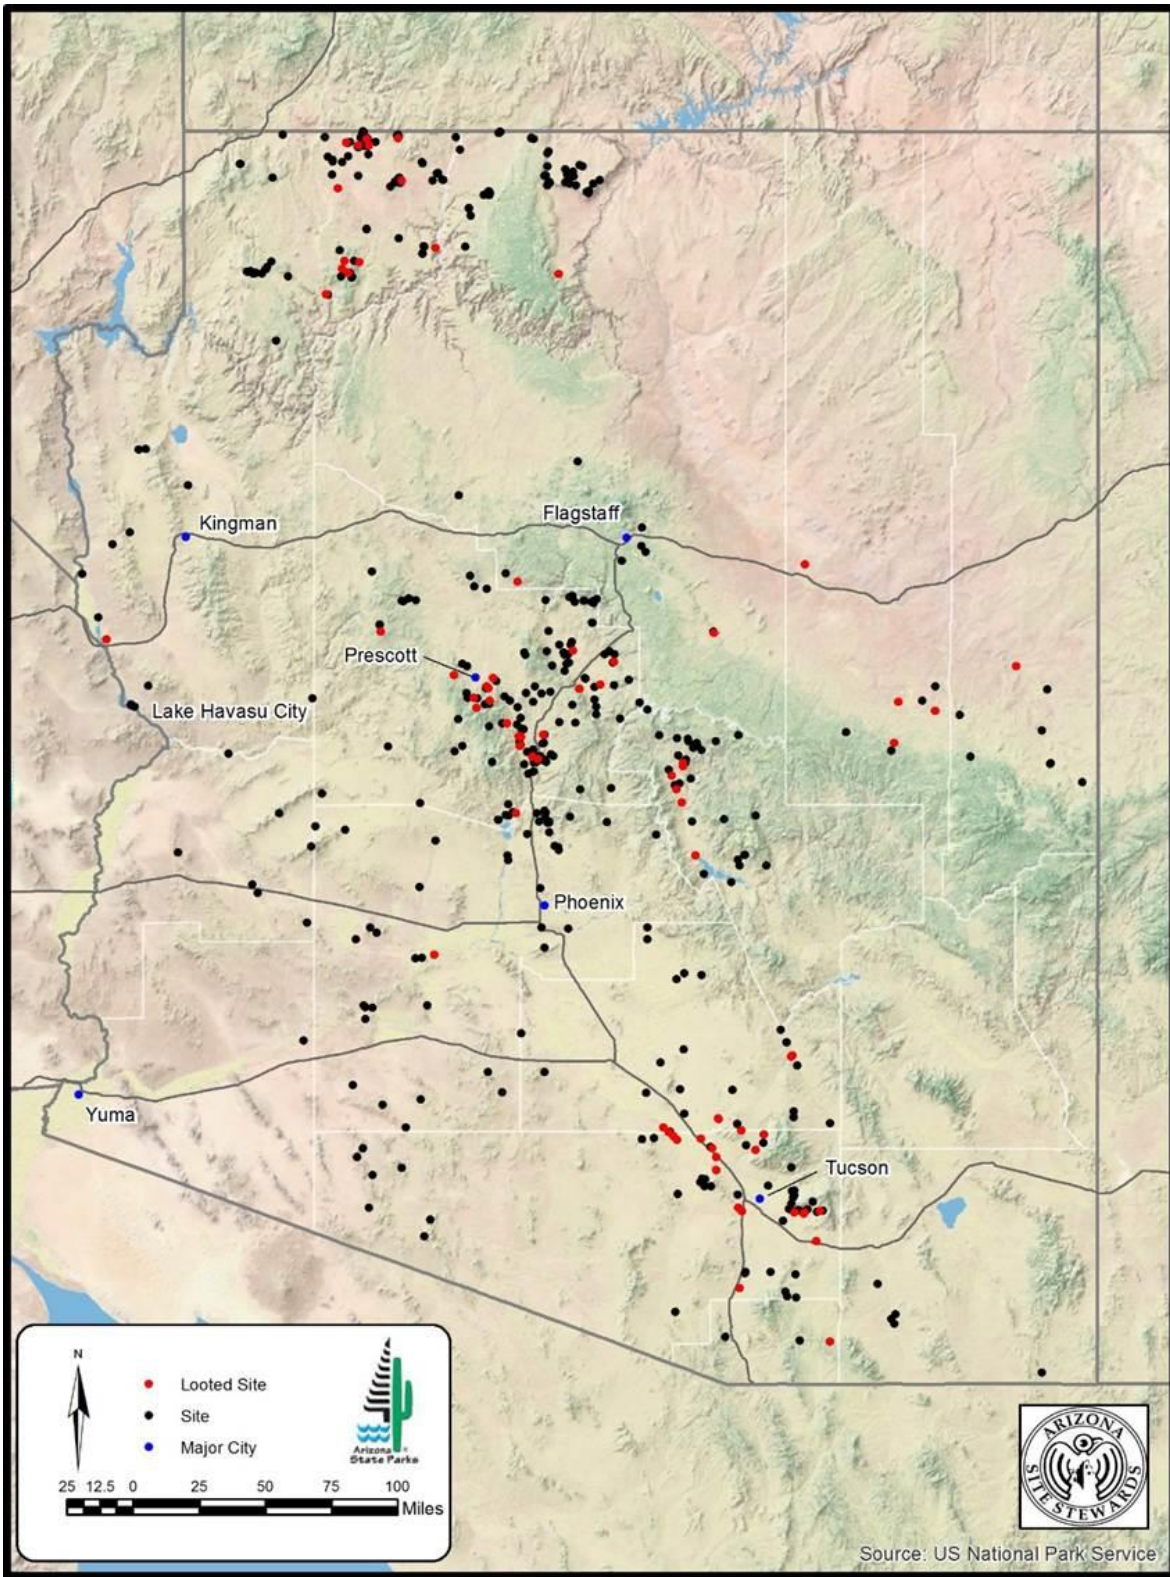 Kingman
Flagstaff
Prescott
Lake Havasu City
Phoenix
Yuma
Tucson
N
Looted Site
Site
Major City
Arizona
State Parks
25 12.5 0 25 50 75 100
Miles
ARIZONA
SITE STEWARDS
Source: US National Park Service